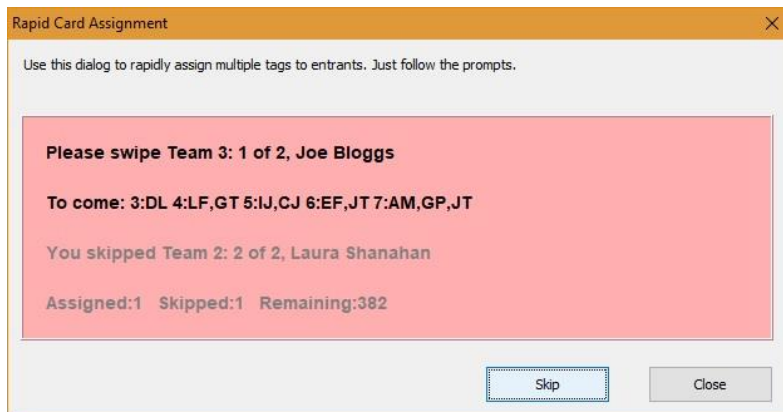 Rapid Card Assignment
Use this dialog to rapidly assign multiple tags to entrants. Just follow the prompts.
Please swipe Team 3: 1 of 2, Joe Bloggs
To come: 3:DL 4:LF,GT 5:IJ,CJ 6:EF,JT 7:AM,GP,JT
You skipped Team 2: 2 of 2, Laura Shanahan
Assigned:1 Skipped:1 Remaining:382
Skip Close